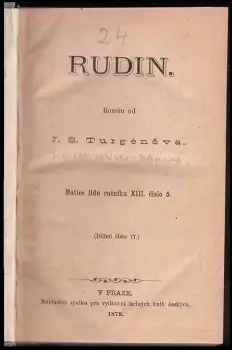 24
RUDIN.
Román od
J. S. Turgéněva.
Matice lidu ročníku XIII. číslo 5.
(Běžné číslo 77.)
V PRAZE.
Nákladem spolku pro vydávání laciných knih českých.
1879.